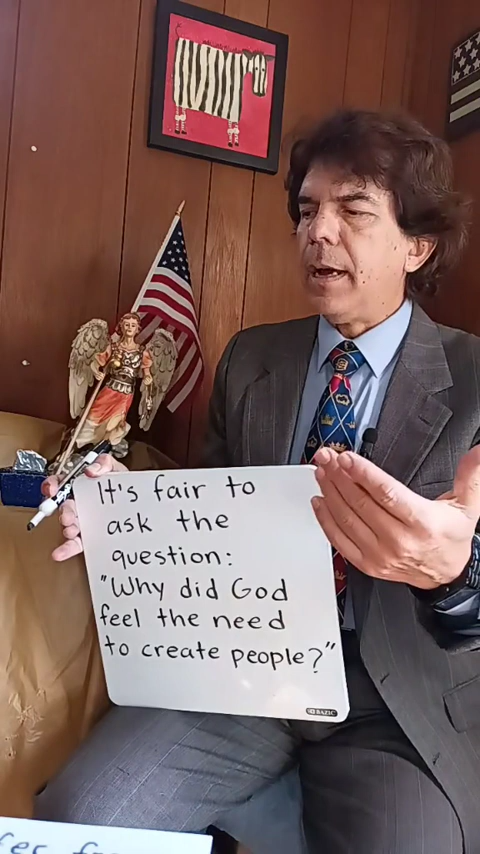 It's fair to
ask the
question:
"Why did God
feel the need
to create people?"
BAZIC